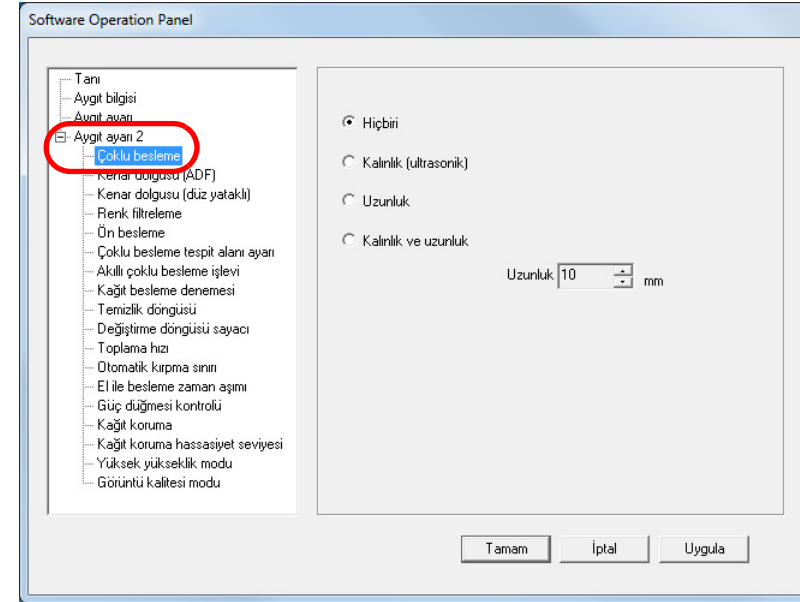 Software Operation Panel
Tanı
Aygıt bilgisi
Aygıt ayarı
Aygıt ayarı 2
Çoklu besleme
Kenar dolgusu (ADF)
Kenar dolgusu (düz yataklı)
Renk filtreleme
Ön besleme
Çoklu besleme tespit alanı ayarı
Akıllı çoklu besleme işlevi
Kağıt besleme denemesi
Temizlik döngüsü
Değiştirme döngüsü sayacı
Toplama hızı
Otomatik kırpma sınırı
El ile besleme zaman aşımı
Güç düğmesi kontrolü
Kağıt koruma
Kağıt koruma hassasiyet seviyesi
Yüksek yükseklik modu
Görüntü kalitesi modu
Hiçbiri
Kalınlık (ultrasonik)
Uzunluk
Kalınlık ve uzunluk
Uzunluk 10 mm
Tamam İptal Uygula